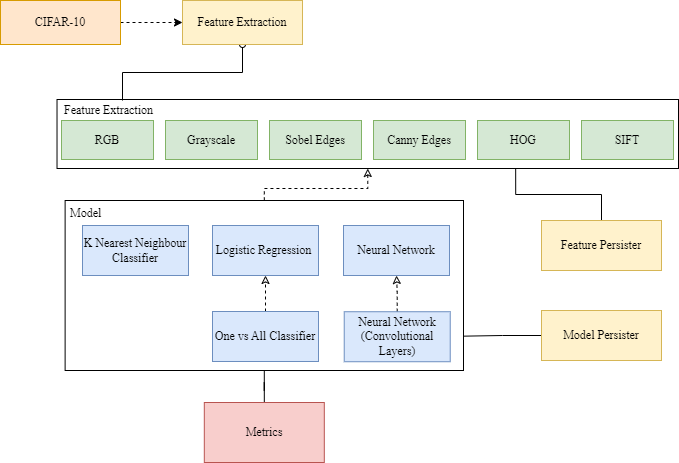 CIFAR-10
Feature Extraction
Feature Extraction
RGB
Grayscale
Sobel Edges
Canny Edges
HOG
SIFT
Model
K Nearest Neighbour
Classifier
Logistic Regression
Neural Network
Feature Persister
One vs All Classifier
Neural Network
(Convolutional
Layers)
Model Persister
Metrics